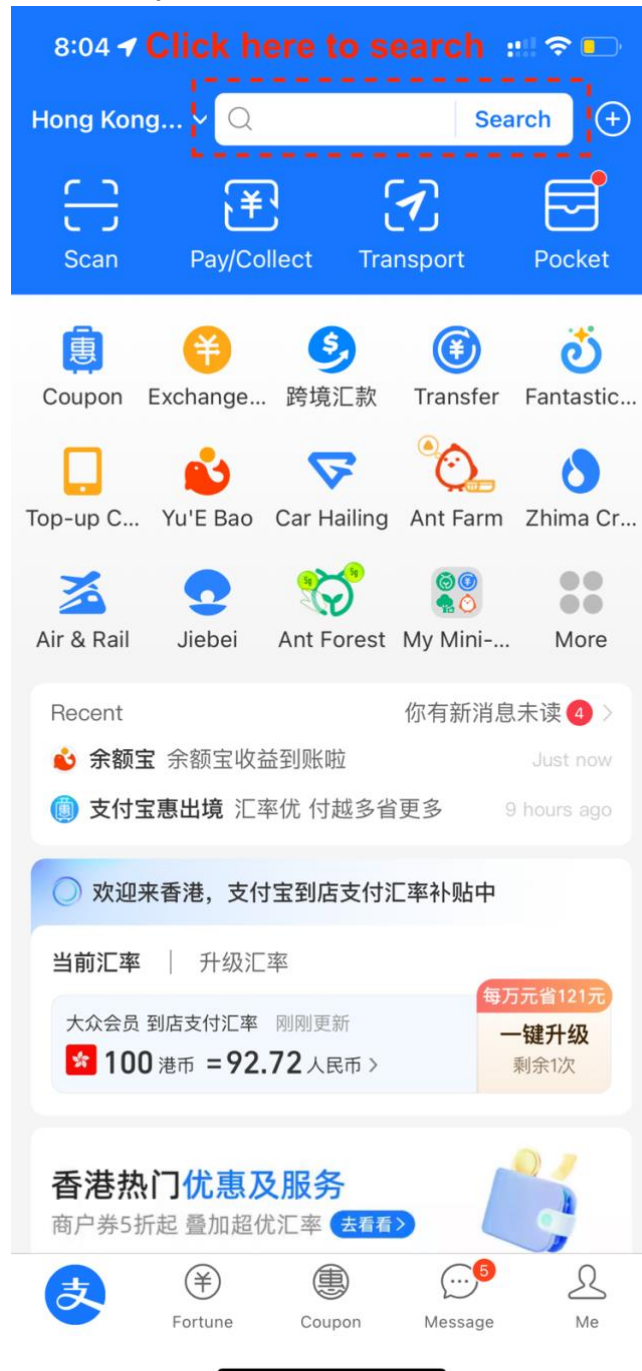 8:04 Click here to search
Hong Kong... Search
Scan Pay/Collect Transport Pocket
惠 ¥ $ ¥
Coupon Exchange... 跨境汇款 Transfer Fantastic...
Top-up C... Yu'E Bao Car Hailing Ant Farm Zhima Cr...
5g 5g
Air & Rail Jiebei Ant Forest My Mini-... More
Recent 你有新消息未读 4
余额宝 余额宝收益到账啦 Just now
支付宝惠出境 汇率优 付越多省更多 9 hours ago
欢迎来香港，支付宝到店支付汇率补贴中
当前汇率 | 升级汇率
每万元省121元
大众会员 到店支付汇率 刚刚更新
一键升级
100 港币 = 92.72 人民币 >
剩余1次
香港热门优惠及服务
商户券5折起 叠加超优汇率 去看看 >
支 5
Fortune Coupon Message Me